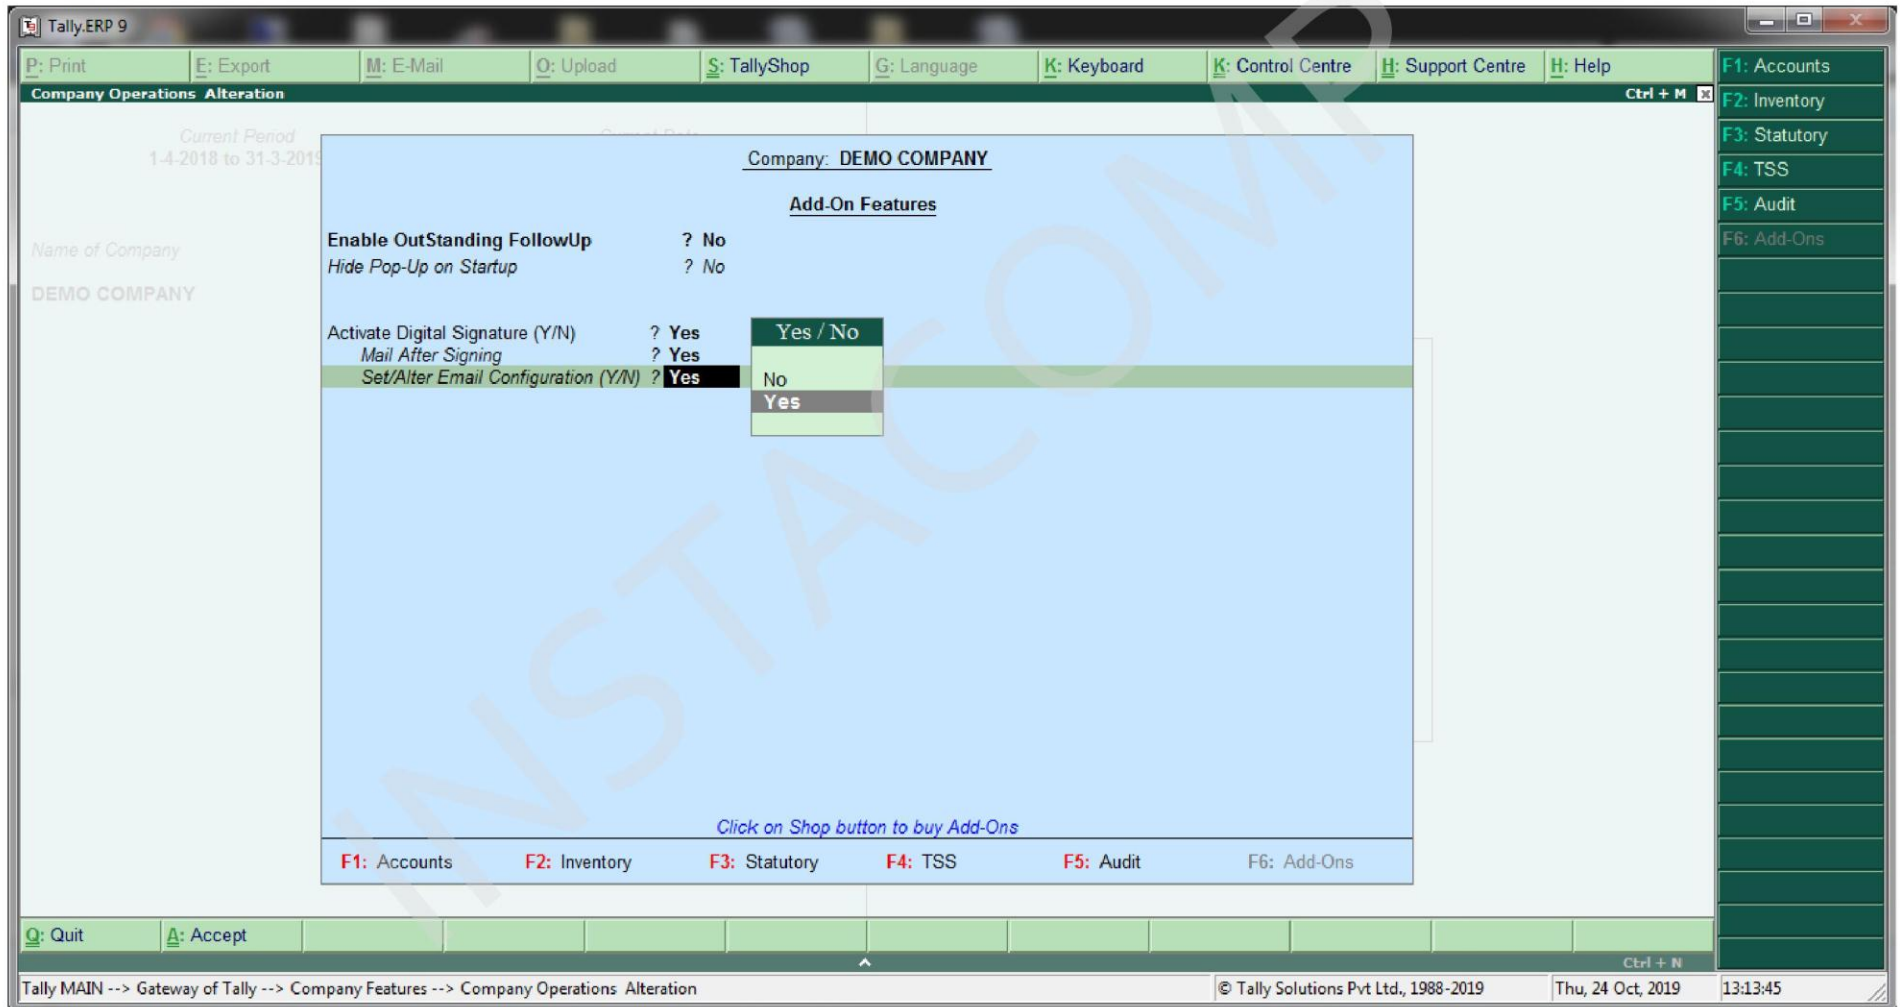 Tally.ERP 9
P: Print E: Export M: E-Mail O: Upload S: TallyShop G: Language K: Keyboard K: Control Centre H: Support Centre H: Help
Company Operations Alteration Ctrl + M
Current Period
1-4-2018 to 31-3-2019
Name of Company
DEMO COMPANY
Company: DEMO COMPANY
Add-On Features
Enable OutStanding FollowUp ? No
Hide Pop-Up on Startup ? No
Activate Digital Signature (Y/N) ? Yes
Mail After Signing ? Yes
Set/Alter Email Configuration (Y/N) ? Yes
Yes / No
No
Yes
Click on Shop button to buy Add-Ons
F1: Accounts F2: Inventory F3: Statutory F4: TSS F5: Audit F6: Add-Ons
F1: Accounts
F2: Inventory
F3: Statutory
F4: TSS
F5: Audit
F6: Add-Ons
Q: Quit A: Accept
Ctrl + N
Tally MAIN --> Gateway of Tally --> Company Features --> Company Operations Alteration © Tally Solutions Pvt Ltd., 1988-2019 Thu, 24 Oct, 2019 13:13:45
INSTACOMP